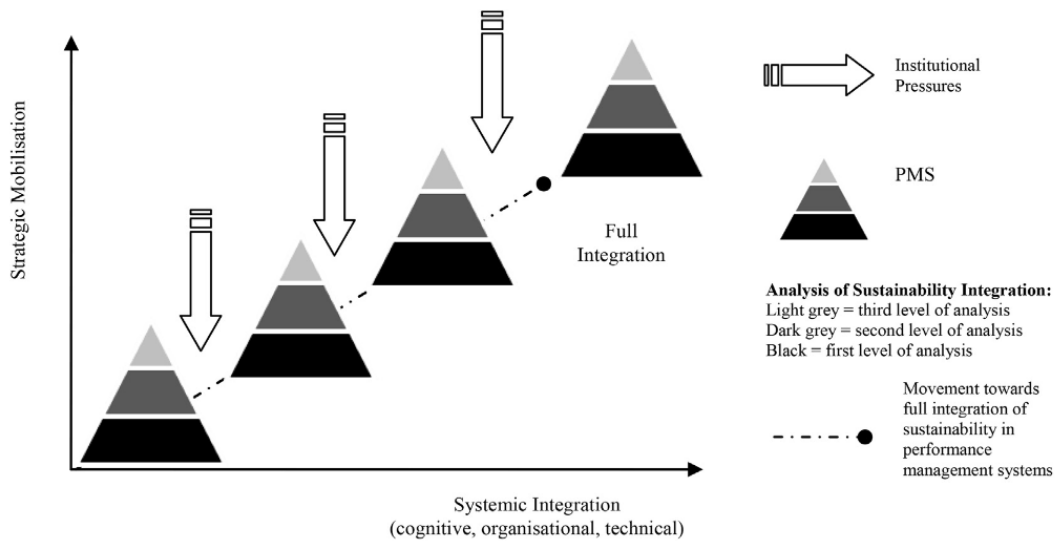 Strategic Mobilisation
Full
Integration
Systemic Integration
(cognitive, organisational, technical)
Institutional
Pressures
PMS
Analysis of Sustainability Integration:
Light grey = third level of analysis
Dark grey = second level of analysis
Black = first level of analysis
Movement towards
full integration of
sustainability in
performance
management systems